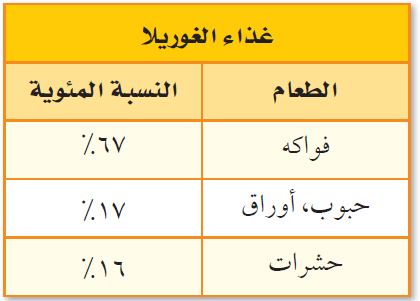 غذاء الغوريلا
الطعام النسبة المئوية
فواكه ٦٧٪
حبوب، أوراق ١٧٪
حشرات ١٦٪